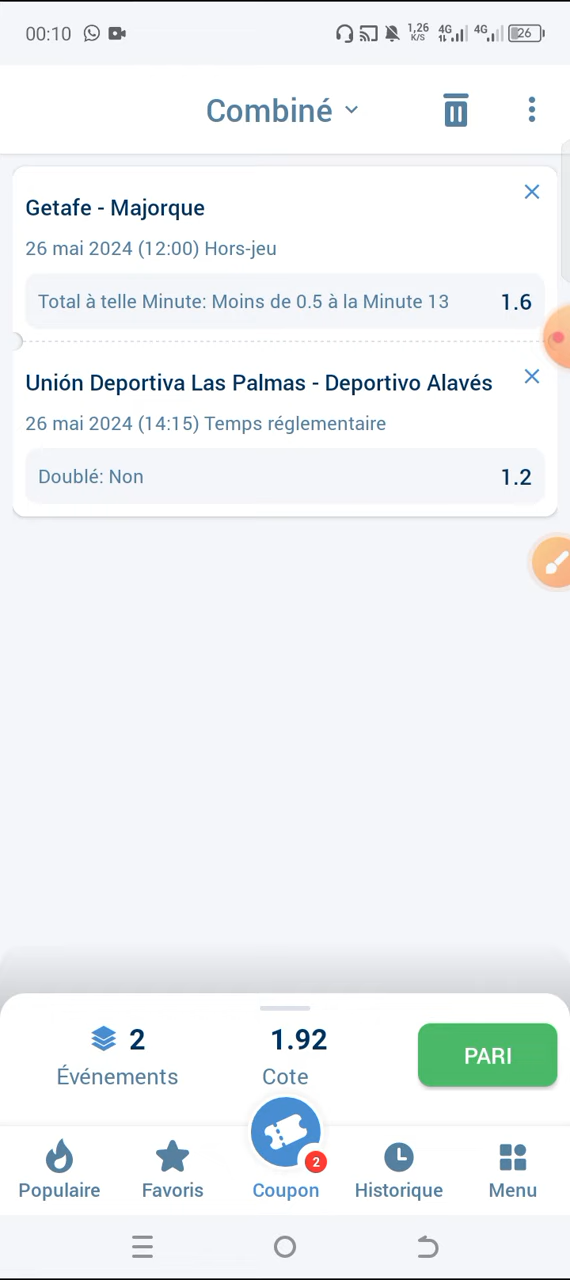 00:10 1,26 K/S 4G 4G 26
Combiné
Getafe - Majorque
26 mai 2024 (12:00) Hors-jeu
Total à telle Minute: Moins de 0.5 à la Minute 13 1.6
Unión Deportiva Las Palmas - Deportivo Alavés
26 mai 2024 (14:15) Temps réglementaire
Doublé: Non 1.2
2 1.92
Événements Cote
PARI
2
Populaire Favoris Coupon Historique Menu